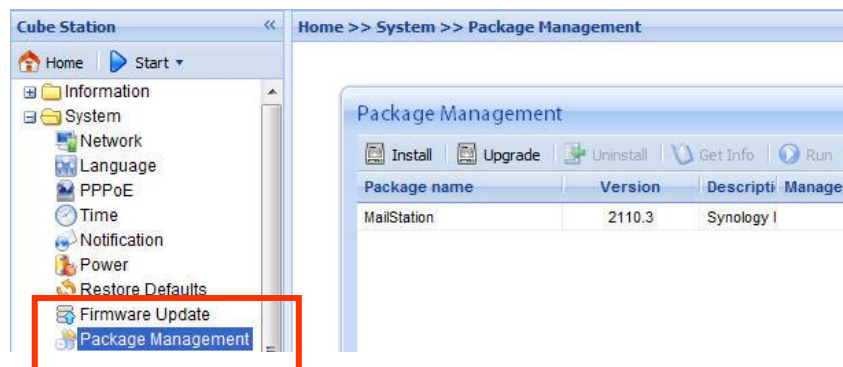 Cube Station «
Home >> System >> Package Management
Home Start
Information
System
Network
Language
PPPoE
Time
Notification
Power
Restore Defaults
Firmware Update
Package Management
Package Management
Install Upgrade Uninstall Get Info Run
Package name Version Descripti Manage
MailStation 2110.3 Synology